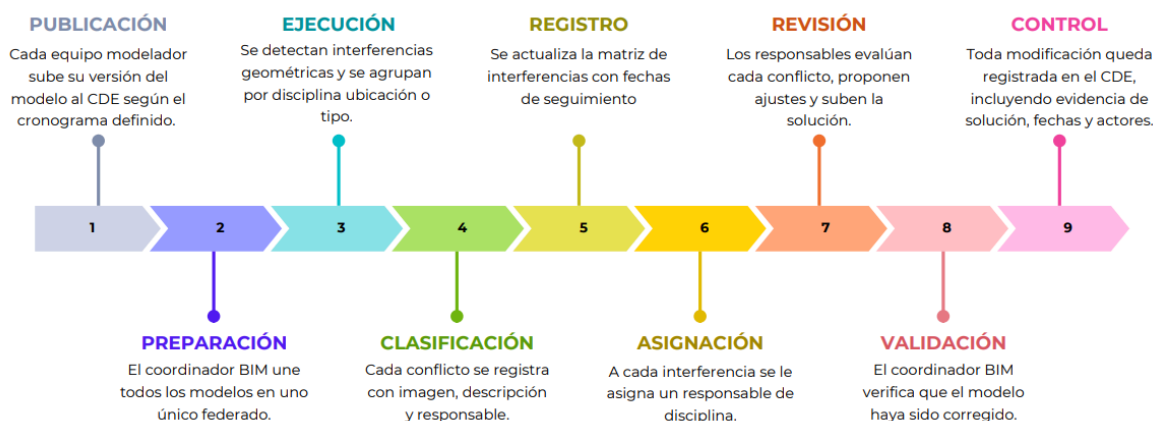 PUBLICACIÓN
Cada equipo modelador
sube su versión del
modelo al CDE según el
cronograma definido.
EJECUCIÓN
Se detectan interferencias
geométricas y se agrupan
por disciplina ubicación o
tipo.
REGISTRO
Se actualiza la matriz de
interferencias con fechas
de seguimiento
REVISIÓN
Los responsables evalúan
cada conflicto, proponen
ajustes y suben la
solución.
CONTROL
Toda modificación queda
registrada en el CDE,
incluyendo evidencia de
solución, fechas y actores.
1
2
3
4
5
6
7
8
9
PREPARACIÓN
El coordinador BIM une
todos los modelos en uno
único federado.
CLASIFICACIÓN
Cada conflicto se registra
con imagen, descripción
y responsable.
ASIGNACIÓN
A cada interferencia se le
asigna un responsable de
disciplina.
VALIDACIÓN
El coordinador BIM
verifica que el modelo
haya sido corregido.